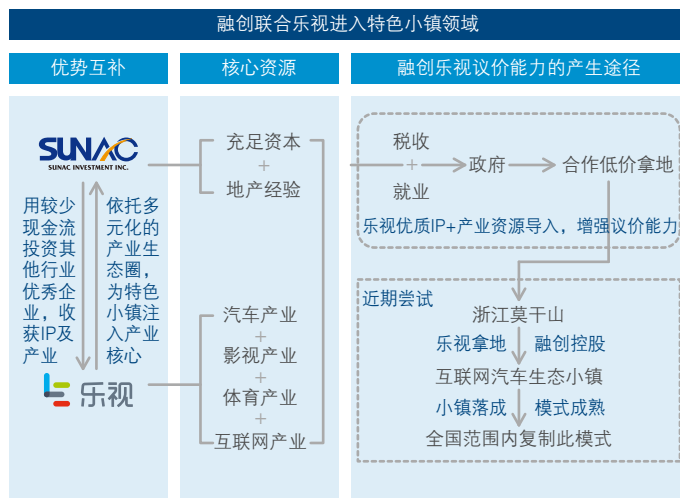 融创联合乐视进入特色小镇领域
优势互补
核心资源
融创乐视议价能力的产生途径
SUNAC
SUNAC INVESTMENT INC.
用较少
现金流
投资其
他行业
优秀企
业，收
获IP及
产业
依托多
元化的
产业生
态圈，
为特色
小镇注
入产业
核心
乐视
充足资本
+
地产经验
汽车产业
+
影视产业
+
体育产业
+
互联网产业
税收
+
就业
政府
合作低价拿地
乐视优质IP+产业资源导入，增强议价能力
近期尝试
浙江莫干山
乐视拿地 融创控股
互联网汽车生态小镇
小镇落成 模式成熟
全国范围内复制此模式